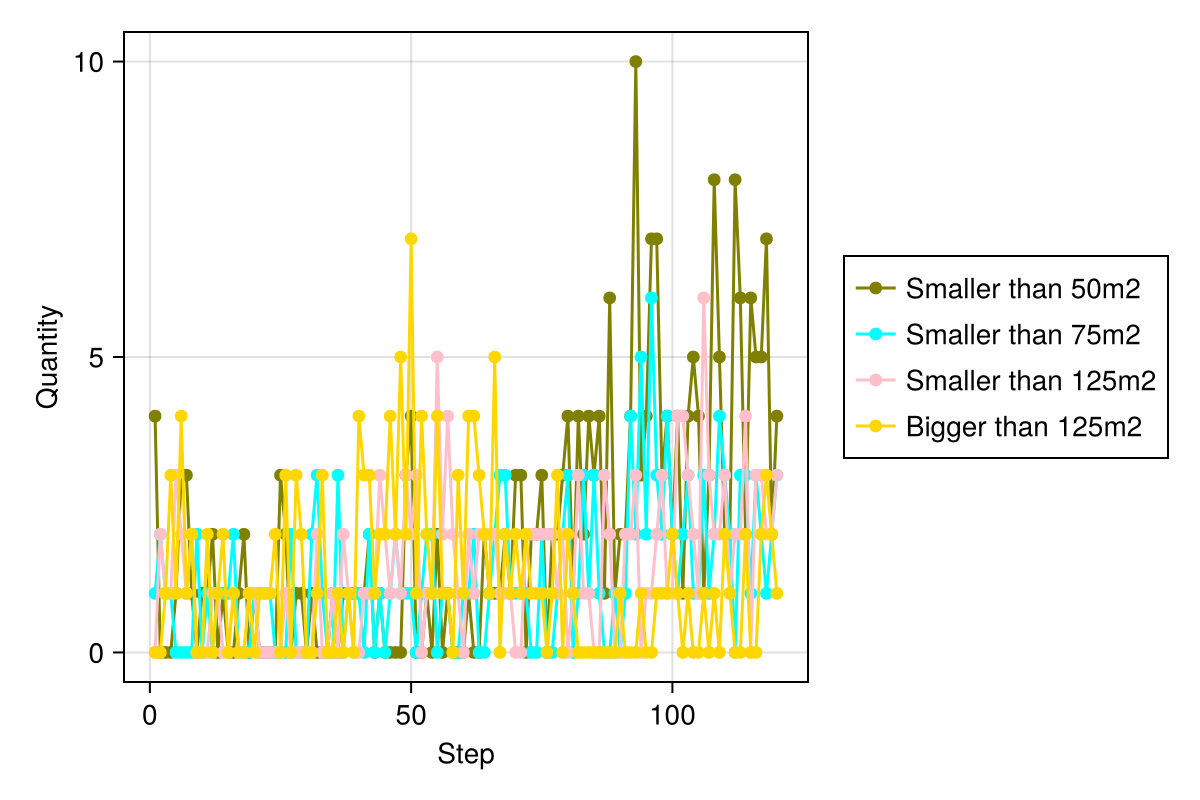 10
5
0
Quantity
0
50
100
Step
Smaller than 50m2
Smaller than 75m2
Smaller than 125m2
Bigger than 125m2